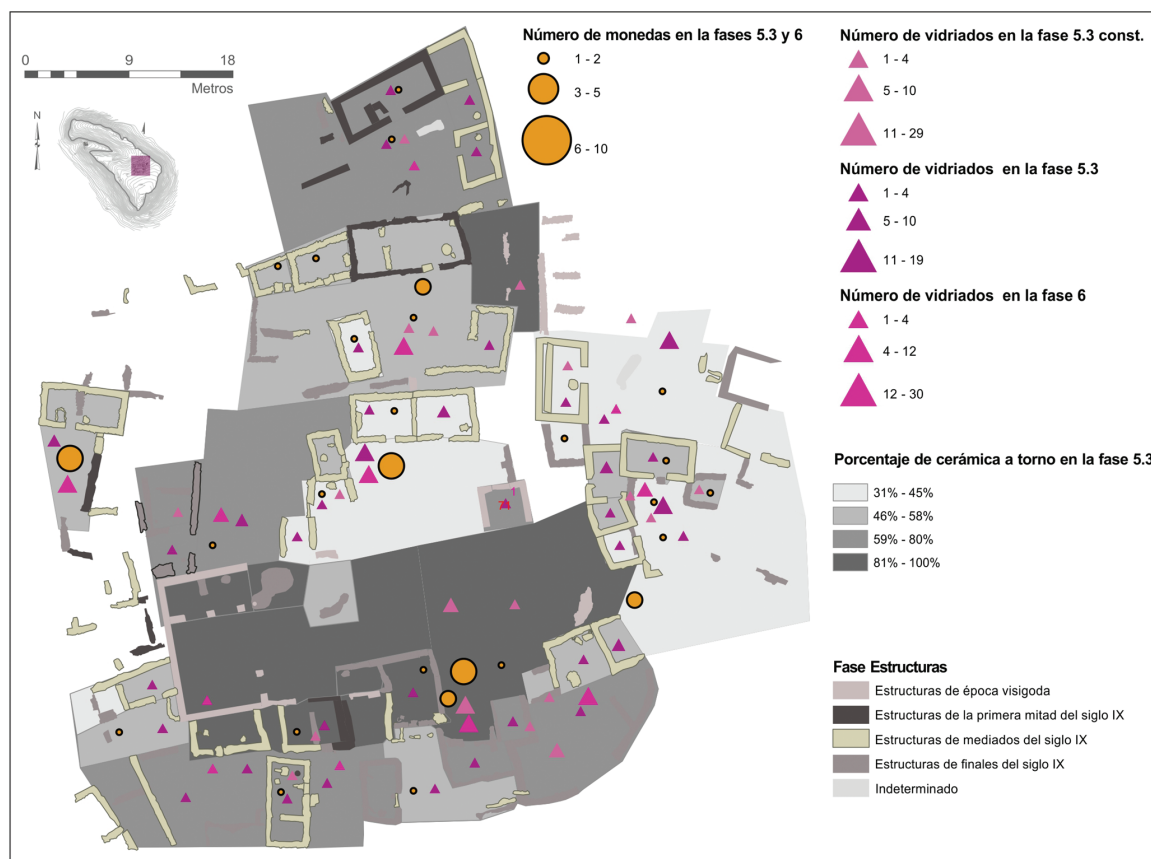 0 9 18
Metros
N
Número de monedas en la fases 5.3 y 6
1 - 2
3 - 5
6 - 10
Número de vidriados en la fase 5.3 const.
1 - 4
5 - 10
11 - 29
Número de vidriados en la fase 5.3
1 - 4
5 - 10
11 - 19
Número de vidriados en la fase 6
1 - 4
4 - 12
12 - 30
Porcentaje de cerámica a torno en la fase 5.3
31% - 45%
46% - 58%
59% - 80%
81% - 100%
Fase Estructuras
Estructuras de época visigoda
Estructuras de la primera mitad del siglo IX
Estructuras de mediados del siglo IX
Estructuras de finales del siglo IX
Indeterminado
1